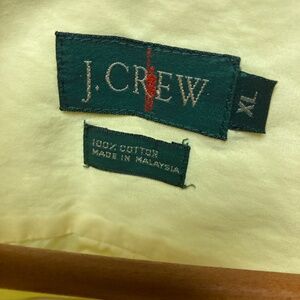 J.CREW
XL
100% COTTON
MADE IN MALAYSIA